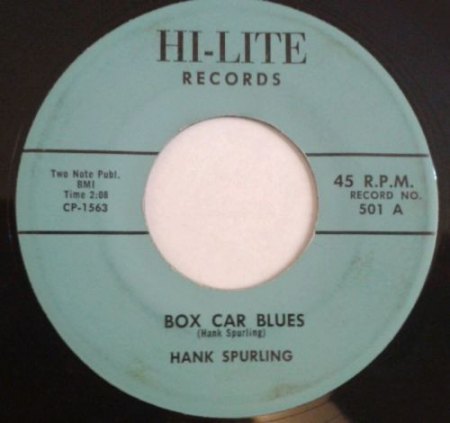 HI-LITE
RECORDS
Two Note Publ.
BMI
Time 2:08
CP-1563
45 R.P.M.
RECORD NO.
501 A
BOX CAR BLUES
(Hank Spurling)
HANK SPURLING